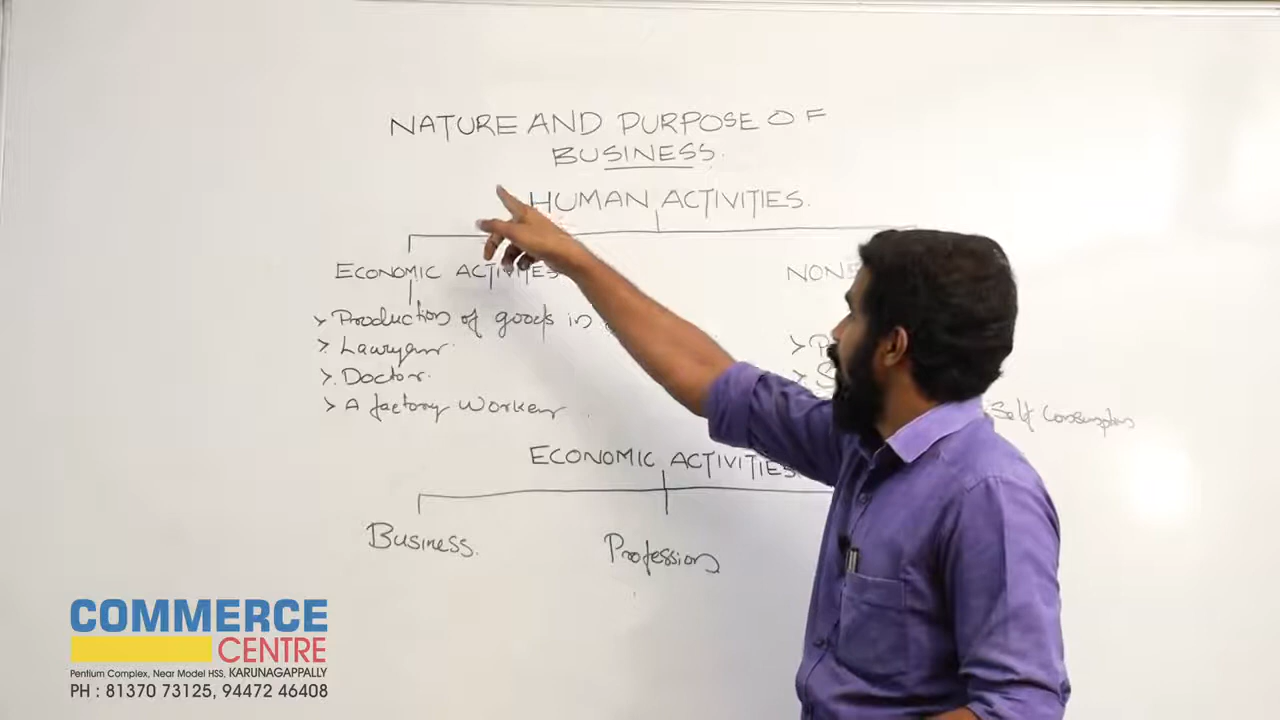 NATURE AND PURPOSE OF
BUSINESS.
HUMAN ACTIVITIES.
ECONOMIC ACTIVITIES
> Production of goods in
> Lawyer.
> Doctor.
> A factory Worker
Self Consumption
ECONOMIC ACTIVITIES.
Business.
Profession
COMMERCE
CENTRE
Pentium Complex, Near Model HSS, KARUNAGAPPALLY
PH : 81370 73125, 94472 46408